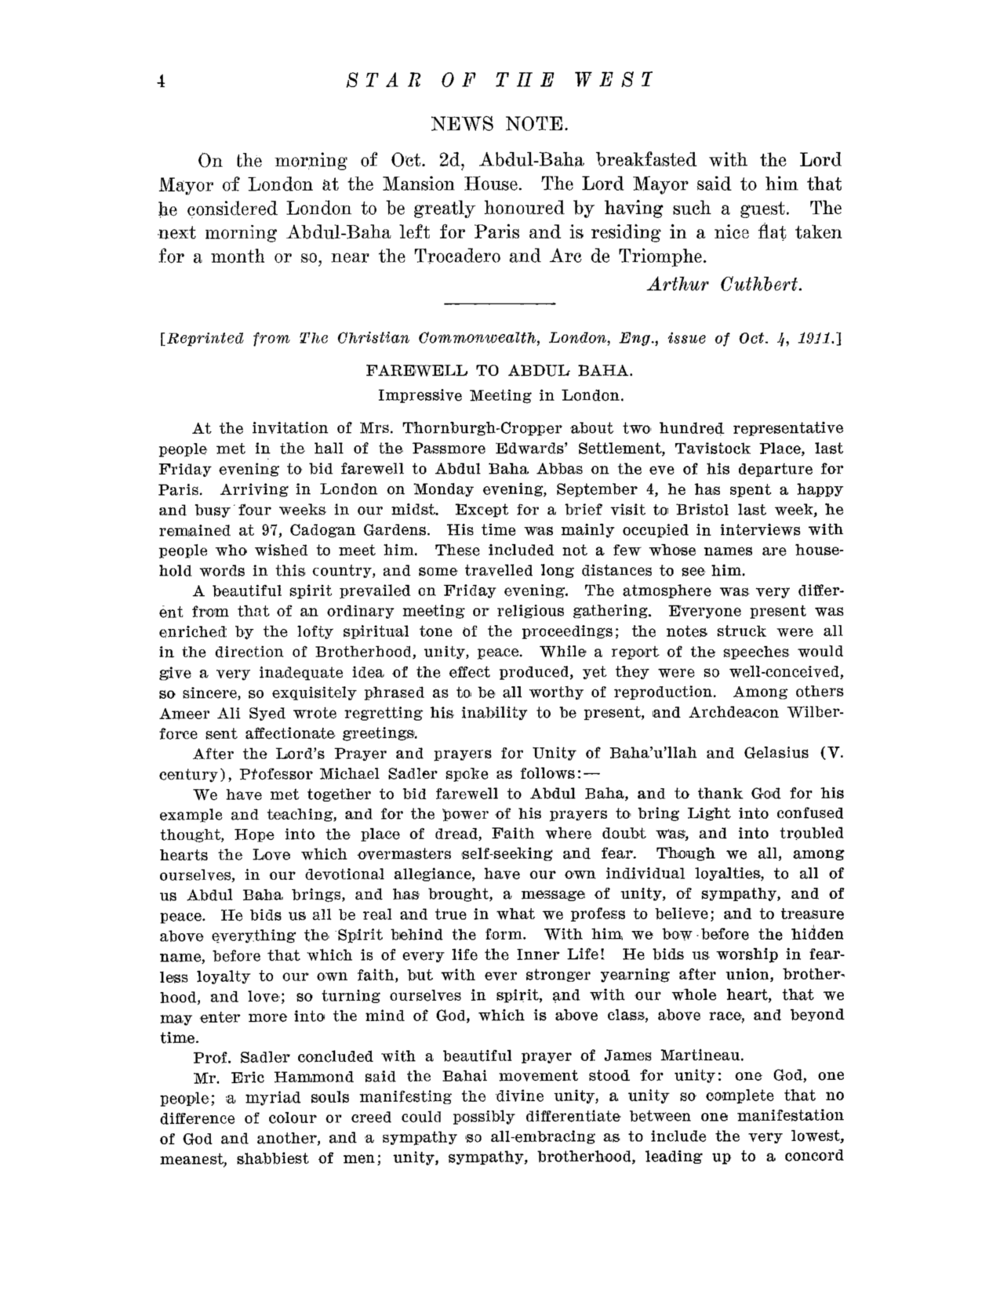 4 STAR OF THE WEST
NEWS NOTE.
On the morning of Oct. 2d, Abdul-Baha breakfasted with the Lord
Mayor of London at the Mansion House. The Lord Mayor said to him that
he considered London to be greatly honoured by having such a guest. The
next morning Abdul-Baha left for Paris and is residing in a nice flat taken
for a month or so, near the Trocadero and Arc de Triomphe.
Arthur Cuthbert.
[Reprinted from The Christian Commonwealth, London, Eng., issue of Oct. 4, 1911.]
FAREWELL TO ABDUL BAHA.
Impressive Meeting in London.
At the invitation of Mrs. Thornburgh-Cropper about two hundred representative
people met in the hall of the Passmore Edwards' Settlement, Tavistock Place, last
Friday evening to bid farewell to Abdul Baha Abbas on the eve of his departure for
Paris. Arriving in London on Monday evening, September 4, he has spent a happy
and busy four weeks in our midst. Except for a brief visit to Bristol last week, he
remained at 97, Cadogan Gardens. His time was mainly occupied in interviews with
people who wished to meet him. These included not a few whose names are house-
hold words in this country, and some travelled long distances to see him.
A beautiful spirit prevailed on Friday evening. The atmosphere was very differ-
ent from that of an ordinary meeting or religious gathering. Everyone present was
enriched by the lofty spiritual tone of the proceedings; the notes struck were all
in the direction of Brotherhood, unity, peace. While a report of the speeches would
give a very inadequate idea of the effect produced, yet they were so well-conceived,
so sincere, so exquisitely phrased as to be all worthy of reproduction. Among others
Ameer Ali Syed wrote regretting his inability to be present, and Archdeacon Wilber-
force sent affectionate greetings.
After the Lord's Prayer and prayers for Unity of Baha'u'llah and Gelasius (V.
century), Professor Michael Sadler spoke as follows:—
We have met together to bid farewell to Abdul Baha, and to thank God for his
example and teaching, and for the power of his prayers to bring Light into confused
thought, Hope into the place of dread, Faith where doubt was, and into troubled
hearts the Love which overmasters self-seeking and fear. Though we all, among
ourselves, in our devotional allegiance, have our own individual loyalties, to all of
us Abdul Baha brings, and has brought, a message of unity, of sympathy, and of
peace. He bids us all be real and true in what we profess to believe; and to treasure
above everything the Spirit behind the form. With him we bow before the hidden
name, before that which is of every life the Inner Life! He bids us worship in fear-
less loyalty to our own faith, but with ever stronger yearning after union, brother-
hood, and love; so turning ourselves in spirit, and with our whole heart, that we
may enter more into the mind of God, which is above class, above race, and beyond
time.
Prof. Sadler concluded with a beautiful prayer of James Martineau.
Mr. Eric Hammond said the Bahai movement stood for unity: one God, one
people; a myriad souls manifesting the divine unity, a unity so complete that no
difference of colour or creed could possibly differentiate between one manifestation
of God and another, and a sympathy so all-embracing as to include the very lowest,
meanest, shabbiest of men; unity, sympathy, brotherhood, leading up to a concord